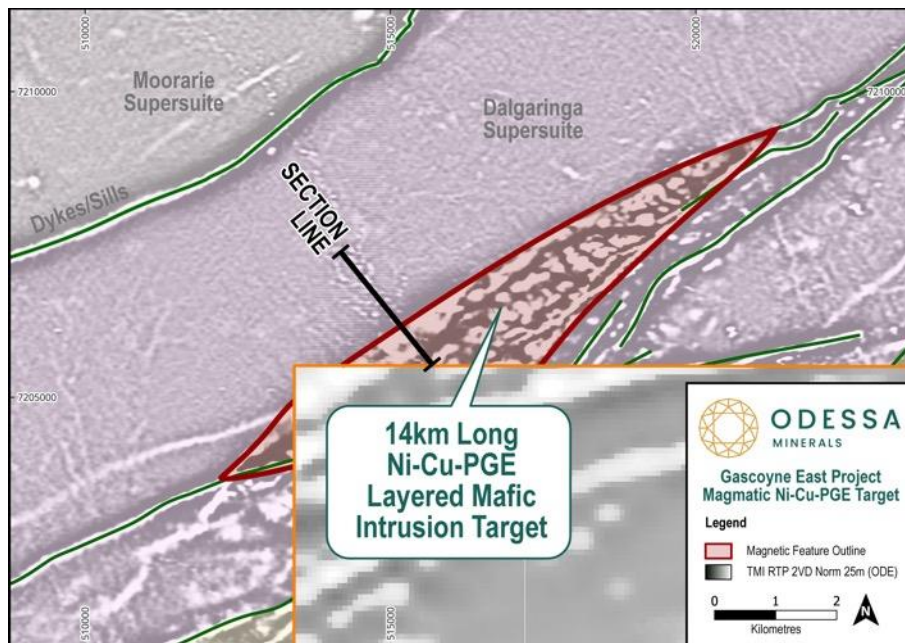 510000
515000
520000
7210000
7210000
Moorarie
Supersuite
Dalgaringa
Supersuite
Dykes/Sills
SECTION
LINE
7205000
14km Long
Ni-Cu-PGE
Layered Mafic
Intrusion Target
ODESSA
MINERALS
Gascoyne East Project
Magmatic Ni-Cu-PGE Target
Legend
Magnetic Feature Outline
TMI RTP 2VD Norm 25m (ODE)
0 1 2
Kilometres
N
510000
515000